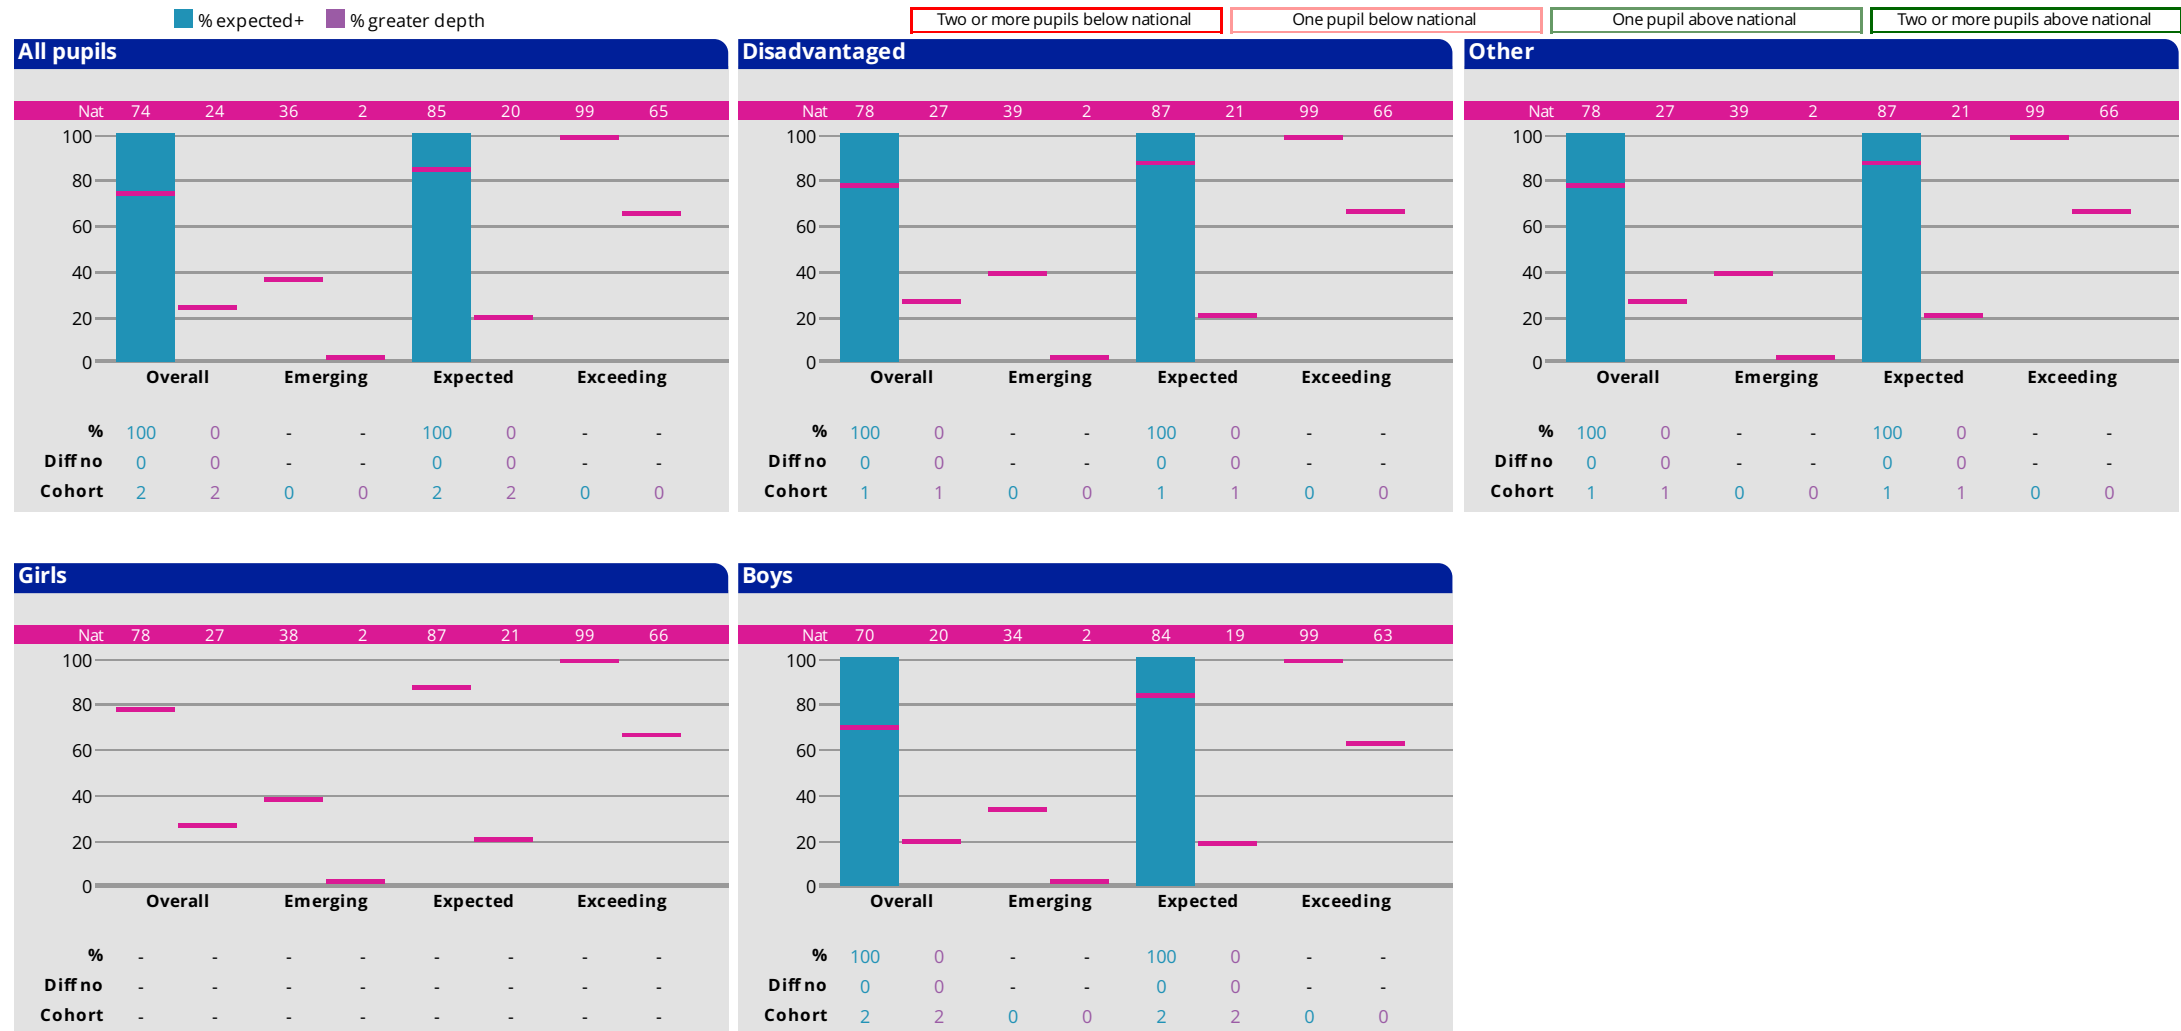 % expected+ % greater depth
Two or more pupils below national One pupil below national One pupil above national Two or more pupils above national
All pupils
Nat 74 24 36 2 85 20 99 65
100
80
60
40
20
0
Overall Emerging Expected Exceeding
% 100 0 - - 100 0 - -
Diff no 0 0 - - 0 0 - -
Cohort 2 2 0 0 2 2 0 0
Disadvantaged
Nat 78 27 39 2 87 21 99 66
100
80
60
40
20
0
Overall Emerging Expected Exceeding
% 100 0 - - 100 0 - -
Diff no 0 0 - - 0 0 - -
Cohort 1 1 0 0 1 1 0 0
Other
Nat 78 27 39 2 87 21 99 66
100
80
60
40
20
0
Overall Emerging Expected Exceeding
% 100 0 - - 100 0 - -
Diff no 0 0 - - 0 0 - -
Cohort 1 1 0 0 1 1 0 0
Girls
Nat 78 27 38 2 87 21 99 66
100
80
60
40
20
0
Overall Emerging Expected Exceeding
% - - - - - - - -
Diff no - - - - - - - -
Cohort - - - - - - - -
Boys
Nat 70 20 34 2 84 19 99 63
100
80
60
40
20
0
Overall Emerging Expected Exceeding
% 100 0 - - 100 0 - -
Diff no 0 0 - - 0 0 - -
Cohort 2 2 0 0 2 2 0 0